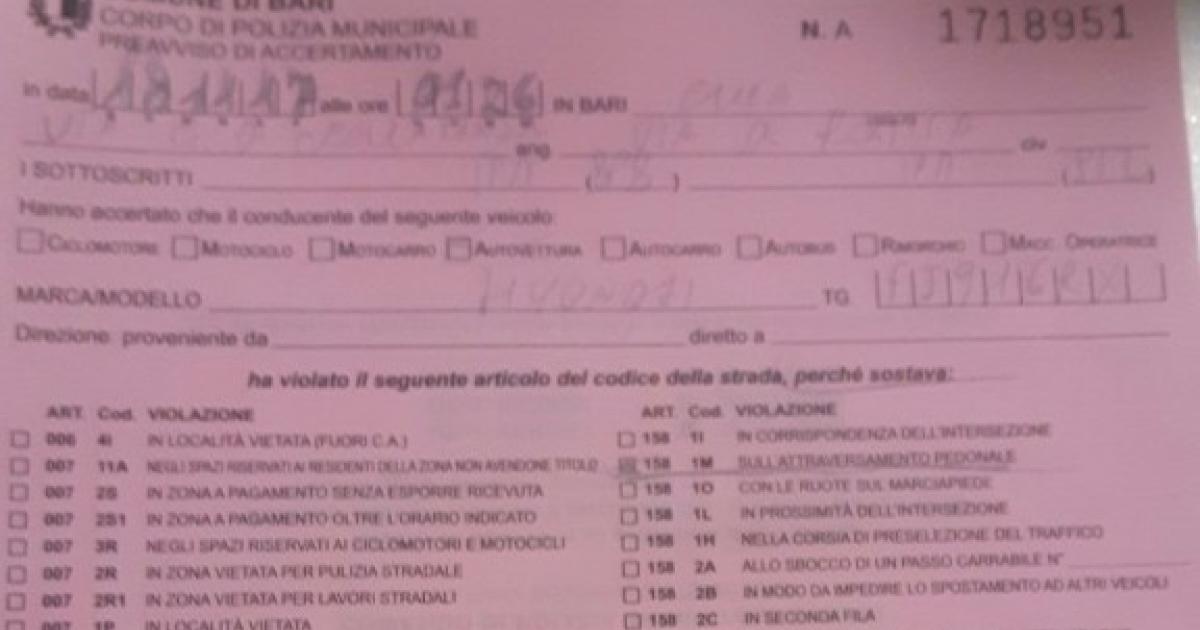 DI BARI
CORPO DI POLIZIA MUNICIPALE
PREAVVISO DI ACCERTAMENTO
N. A 1718951
in data alle ore IN BARI
ang. civ
I SOTTOSCRITTI ( ) ( )
Hanno accertato che il conducente del seguente veicolo:
CICLOMOTORE MOTOCICLO MOTOCARRO AUTOVETTURA AUTOCARRO AUTOBUS RIMORCHIO MACC. OPERATRICE
MARCA/MODELLO HYUNDAI TG
Direzione: proveniente da diretto a
ha violato il seguente articolo del codice della strada, perché sostava:
ART. Cod. VIOLAZIONE
006 4I IN LOCALITÀ VIETATA (FUORI C.A.)
007 11A NEGLI SPAZI RISERVATI AI RESIDENTI DELLA ZONA NON AVENDONE TITOLO
007 2S IN ZONA A PAGAMENTO SENZA ESPORRE RICEVUTA
007 2S1 IN ZONA A PAGAMENTO OLTRE L'ORARIO INDICATO
007 3R NEGLI SPAZI RISERVATI AI CICLOMOTORI E MOTOCICLI
007 2R IN ZONA VIETATA PER PULIZIA STRADALE
007 2R1 IN ZONA VIETATA PER LAVORI STRADALI
007 1P IN LOCALITÀ VIETATA
ART. Cod. VIOLAZIONE
158 1I IN CORRISPONDENZA DELL'INTERSEZIONE
158 1M SULL'ATTRAVERSAMENTO PEDONALE
158 1O CON LE RUOTE SUL MARCIAPIEDE
158 1L IN PROSSIMITÀ DELL'INTERSEZIONE
158 1H NELLA CORSIA DI PRESELEZIONE DEL TRAFFICO
158 2A ALLO SBOCCO DI UN PASSO CARRABILE N°
158 2B IN MODO DA IMPEDIRE LO SPOSTAMENTO AD ALTRI VEICOLI
158 2C IN SECONDA FILA